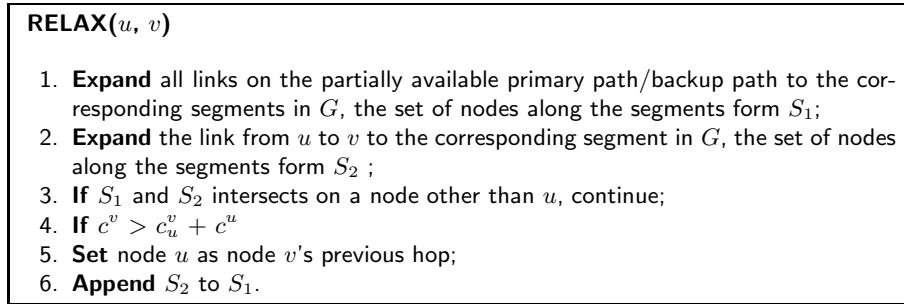 RELAX(u, v)
1. Expand all links on the partially available primary path/backup path to the cor-
responding segments in G, the set of nodes along the segments form S₁;
2. Expand the link from u to v to the corresponding segment in G, the set of nodes
along the segments form S₂ ;
3. If S₁ and S₂ intersects on a node other than u, continue;
4. If cᵛ > cᵤᵛ + cᵘ
5. Set node u as node v's previous hop;
6. Append S₂ to S₁.